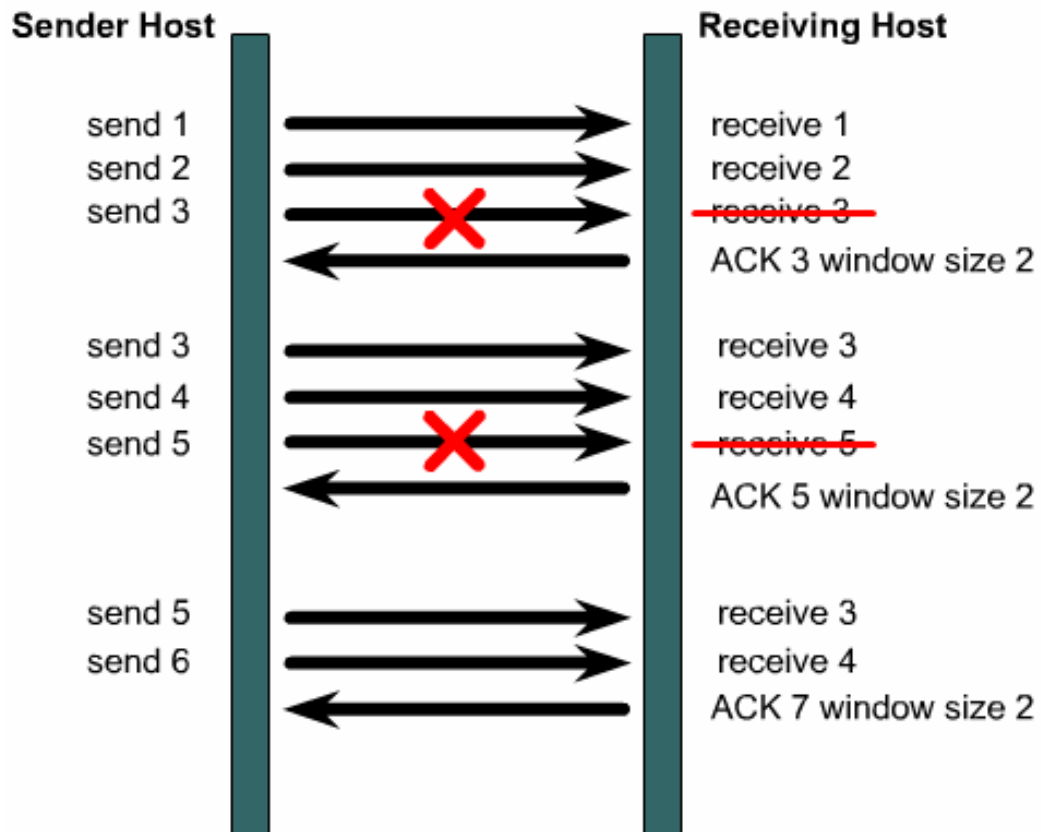 Sender Host Receiving Host
send 1 receive 1
send 2 receive 2
send 3 receive 3
ACK 3 window size 2
send 3 receive 3
send 4 receive 4
send 5 receive 5
ACK 5 window size 2
send 5 receive 3
send 6 receive 4
ACK 7 window size 2